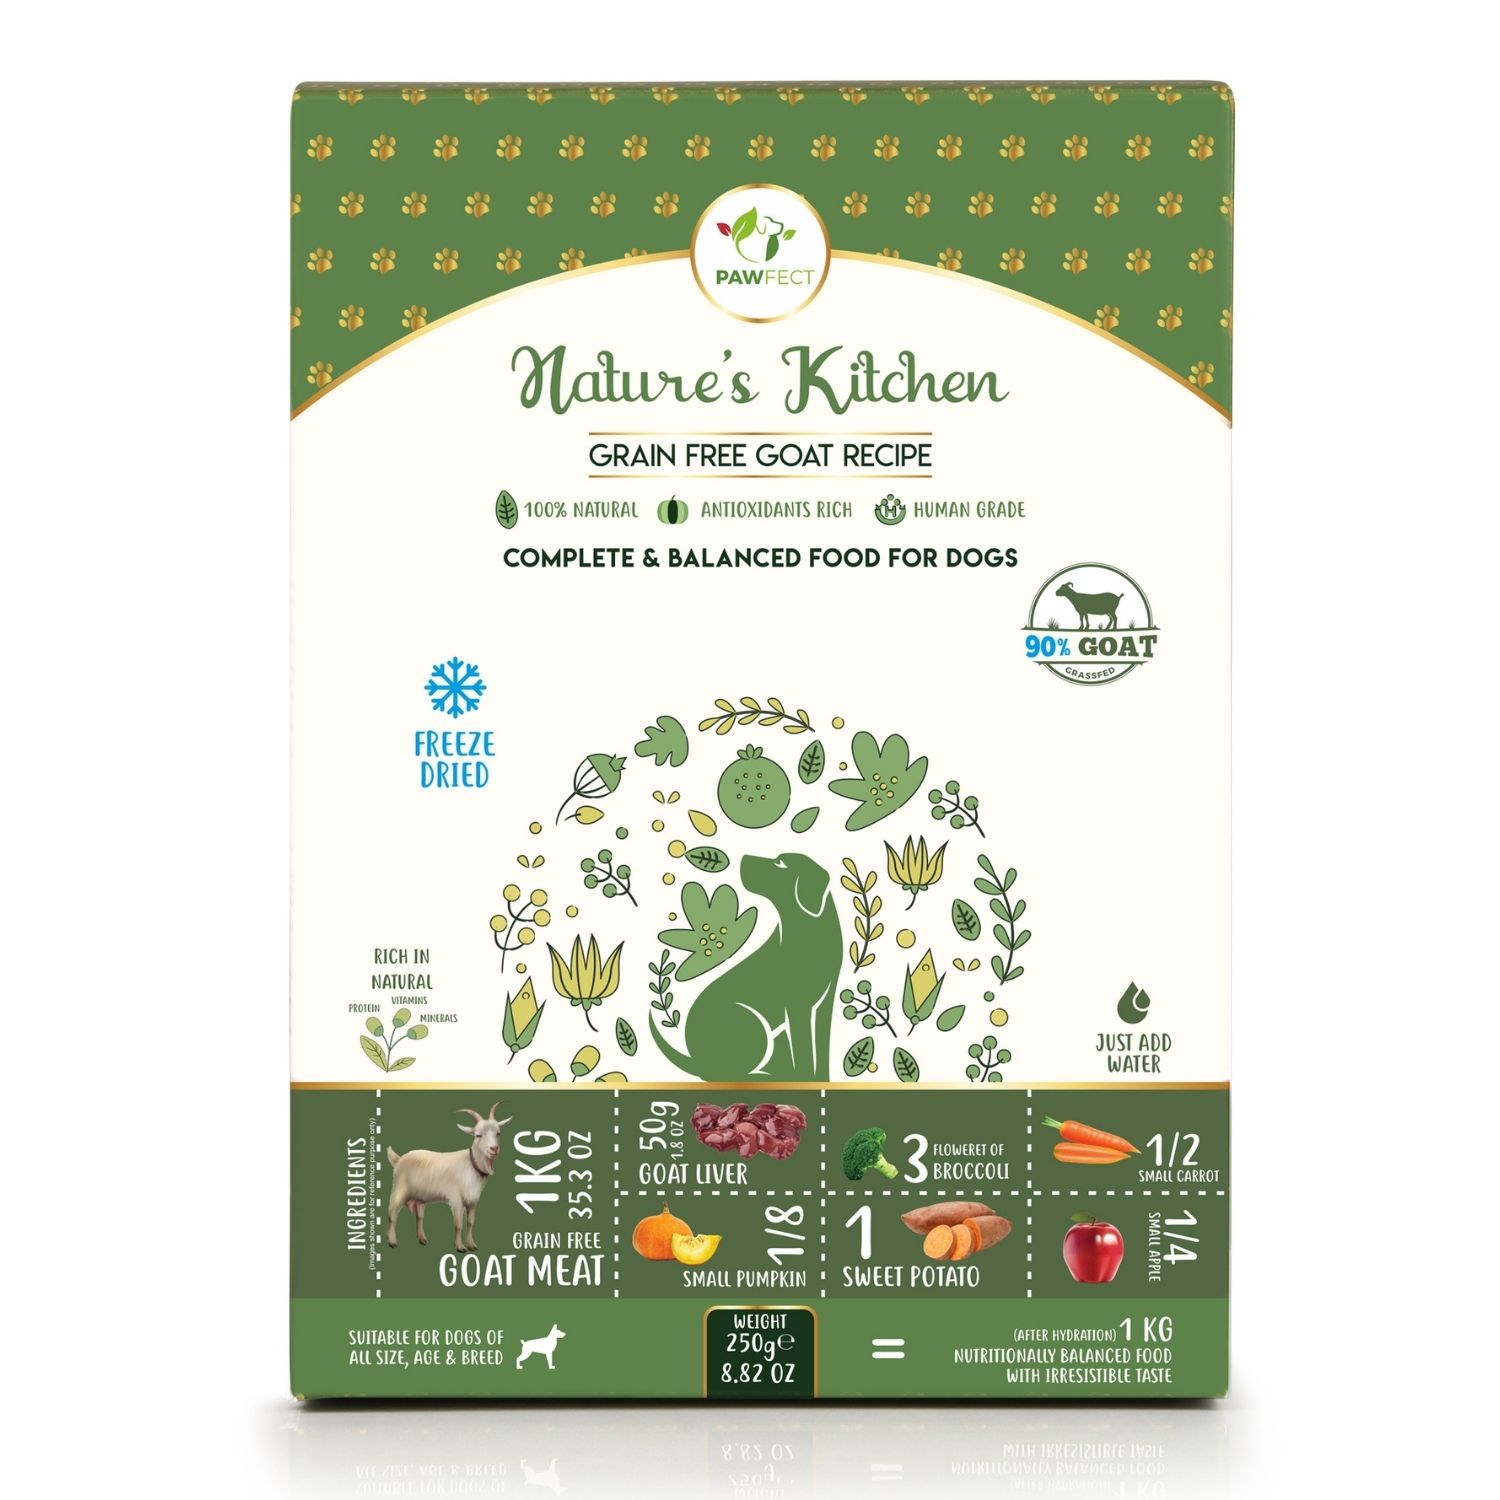 PAWFECT
Nature's Kitchen
GRAIN FREE GOAT RECIPE
100% NATURAL
ANTIOXIDANTS RICH
HUMAN GRADE
COMPLETE & BALANCED FOOD FOR DOGS
90% GOAT
GRASSFED
FREEZE
DRIED
RICH IN
NATURAL
PROTEIN
VITAMINS
MINERALS
JUST ADD
WATER
INGREDIENTS
(images shown are for reference purpose only)
1KG
35.3 OZ
GRAIN FREE
GOAT MEAT
50g
1.8 OZ
GOAT LIVER
3 FLOWERET OF
BROCCOLI
1/2
SMALL CARROT
1/8
SMALL PUMPKIN
1
SWEET POTATO
1/4
SMALL APPLE
SUITABLE FOR DOGS OF
ALL SIZE, AGE & BREED
WEIGHT
250g℮
8.82 OZ
=
(AFTER HYDRATION) 1 KG
NUTRITIONALLY BALANCED FOOD
WITH IRRESISTIBLE TASTE